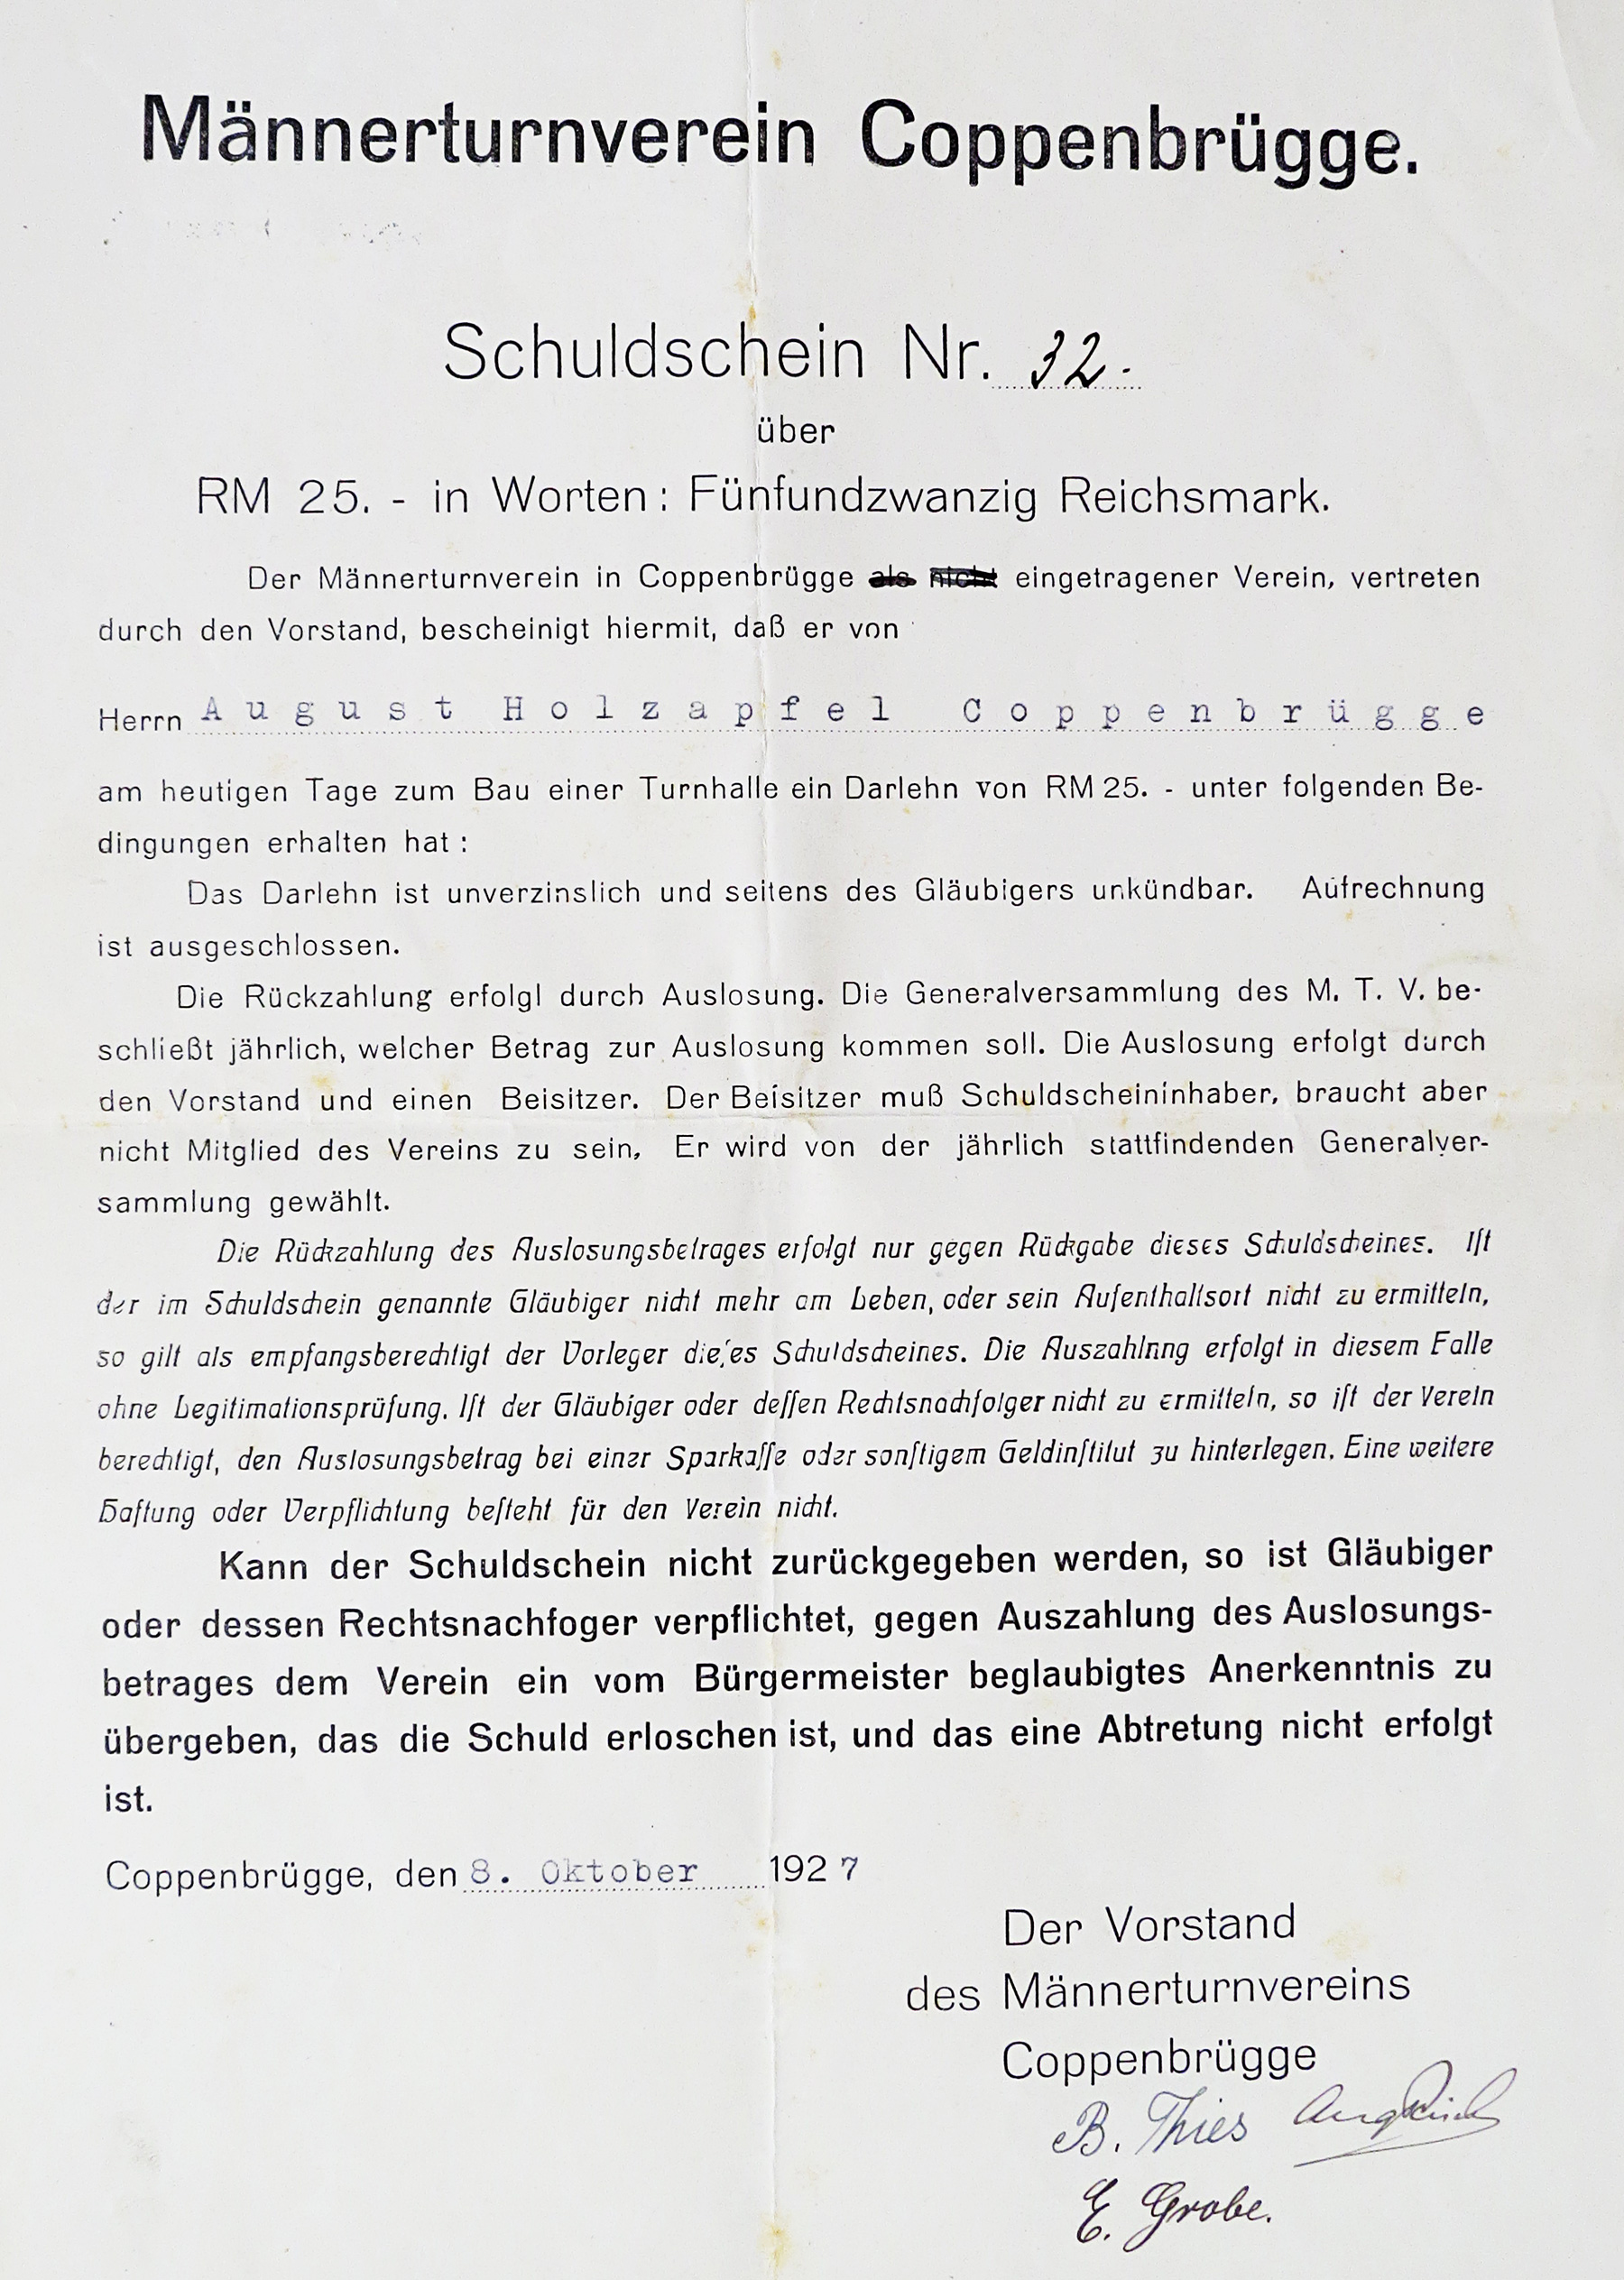 Männerturnverein Coppenbrügge.
Schuldschein Nr. 32.
über
RM 25. - in Worten: Fünfundzwanzig Reichsmark.
Der Männerturnverein in Coppenbrügge als nicht eingetragener Verein, vertreten
durch den Vorstand, bescheinigt hiermit, daß er von
Herrn August Holzapfel Coppenbrügge
am heutigen Tage zum Bau einer Turnhalle ein Darlehn von RM 25. - unter folgenden Be-
dingungen erhalten hat :
Das Darlehn ist unverzinslich und seitens des Gläubigers unkündbar. Aufrechnung
ist ausgeschlossen.
Die Rückzahlung erfolgl durch Auslosung. Die Generalversammlung des M. T. V. be-
schließt jährlich, welcher Betrag zur Auslosung kommen soll. Die Auslosung erfolgt durch
den Vorstand und einen Beisitzer. Der Beisitzer muß Schuldscheininhaber, braucht aber
nicht Mitglied des Vereins zu sein, Er wird von der jährlich stattfindenden Generalver-
sammlung gewählt.
Die Rückzahlung des Auslosungsbetrages erfolgt nur gegen Rückgabe dieses Schuldscheines. Iſt
der im Schuldschein genannte Gläubiger nicht mehr am Leben, oder sein Aufenthaltsort nicht zu ermitteln,
so gilt als empfangsberechtigt der Vorleger dieses Schuldscheines. Die Auszahlnng erfolgt in diesem Falle
ohne Legitimationsprüfung. Iſt der Gläubiger oder deſſen Rechtsnachfolger nicht zu ermitteln, so iſt der Verein
berechtigt, den Auslosungsbetrag bei einer Sparkaſſe oder sonſtigem Geldinſtitut zu hinterlegen. Eine weitere
Haftung oder Verpflichtung beſteht für den Verein nicht.
Kann der Schuldschein nicht zurückgegeben werden, so ist Gläubiger
oder dessen Rechtsnachfoger verpflichtet, gegen Auszahlung des Auslosungs-
betrages dem Verein ein vom Bürgermeister beglaubigtes Anerkenntnis zu
übergeben, das die Schuld erloschen ist, und das eine Abtretung nicht erfolgt
ist.
Coppenbrügge, den 8. Oktober 1927
Der Vorstand
des Männerturnvereins
Coppenbrügge
B. Thies
E. Grobe.